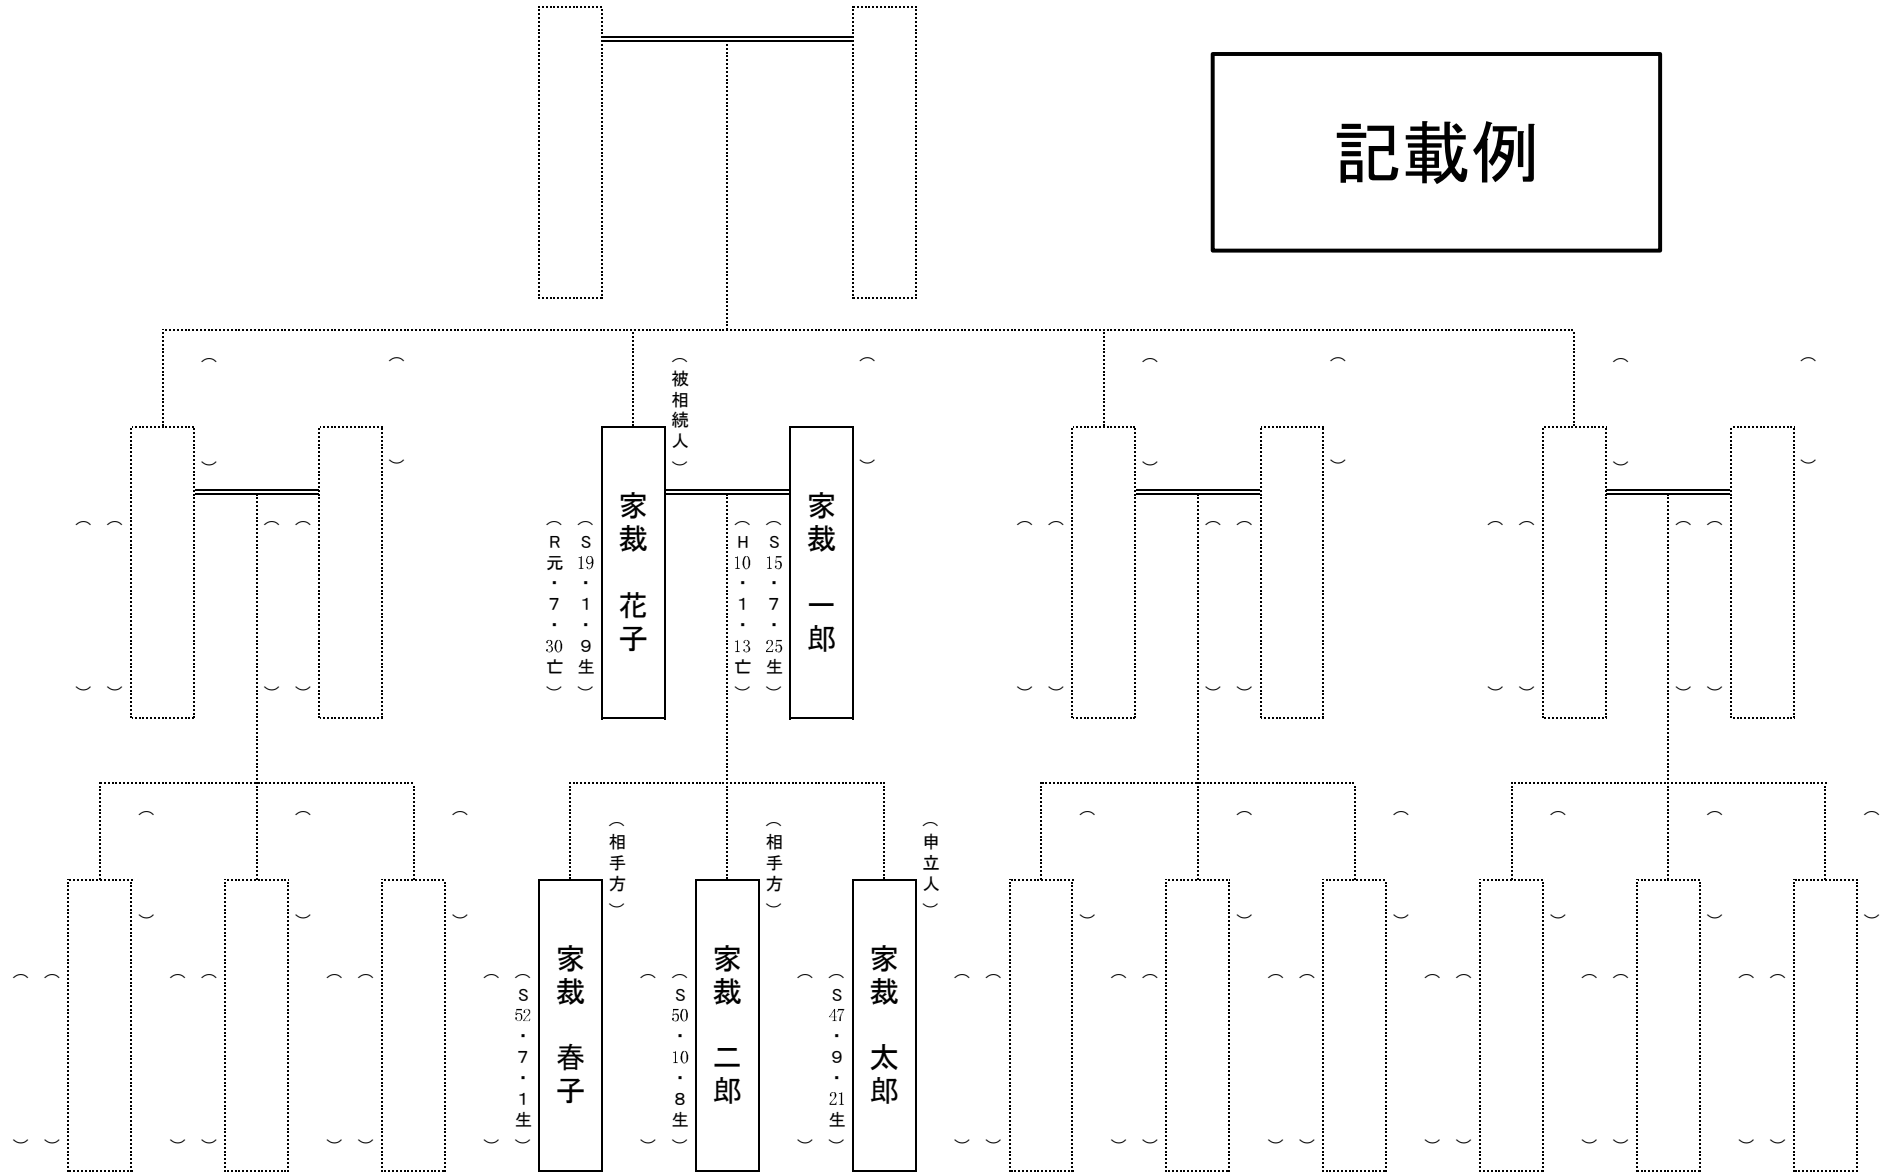 記載例
（被相続人）
家裁　一郎
（Ｓ15・７・25生）
（Ｈ10・１・13亡）
家裁　花子
（Ｓ19・１・９生）
（Ｒ元・７・30亡）
（申立人）
家裁　太郎
（Ｓ47・９・21生）
（相手方）
家裁　二郎
（Ｓ50・10・８生）
（相手方）
家裁　春子
（Ｓ52・７・１生）